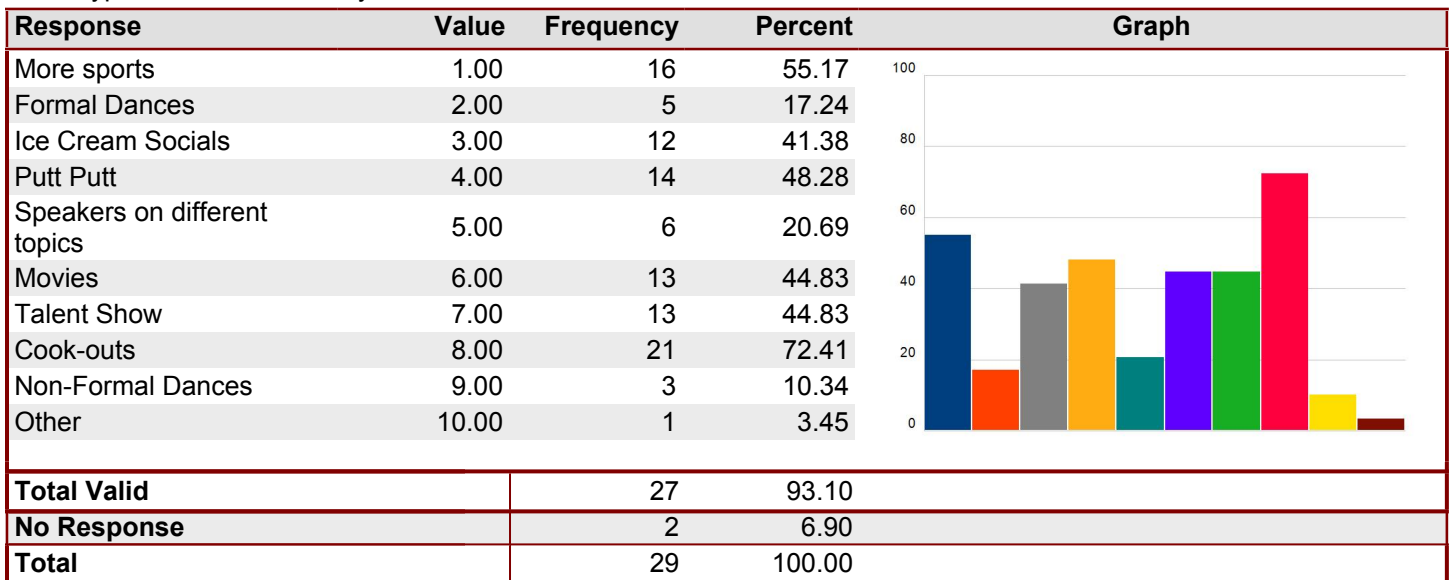 Response Value Frequency Percent Graph
More sports 1.00 16 55.17
Formal Dances 2.00 5 17.24
Ice Cream Socials 3.00 12 41.38
Putt Putt 4.00 14 48.28
Speakers on different
topics 5.00 6 20.69
Movies 6.00 13 44.83
Talent Show 7.00 13 44.83
Cook-outs 8.00 21 72.41
Non-Formal Dances 9.00 3 10.34
Other 10.00 1 3.45
100
80
60
40
20
0
Total Valid 27 93.10
No Response 2 6.90
Total 29 100.00